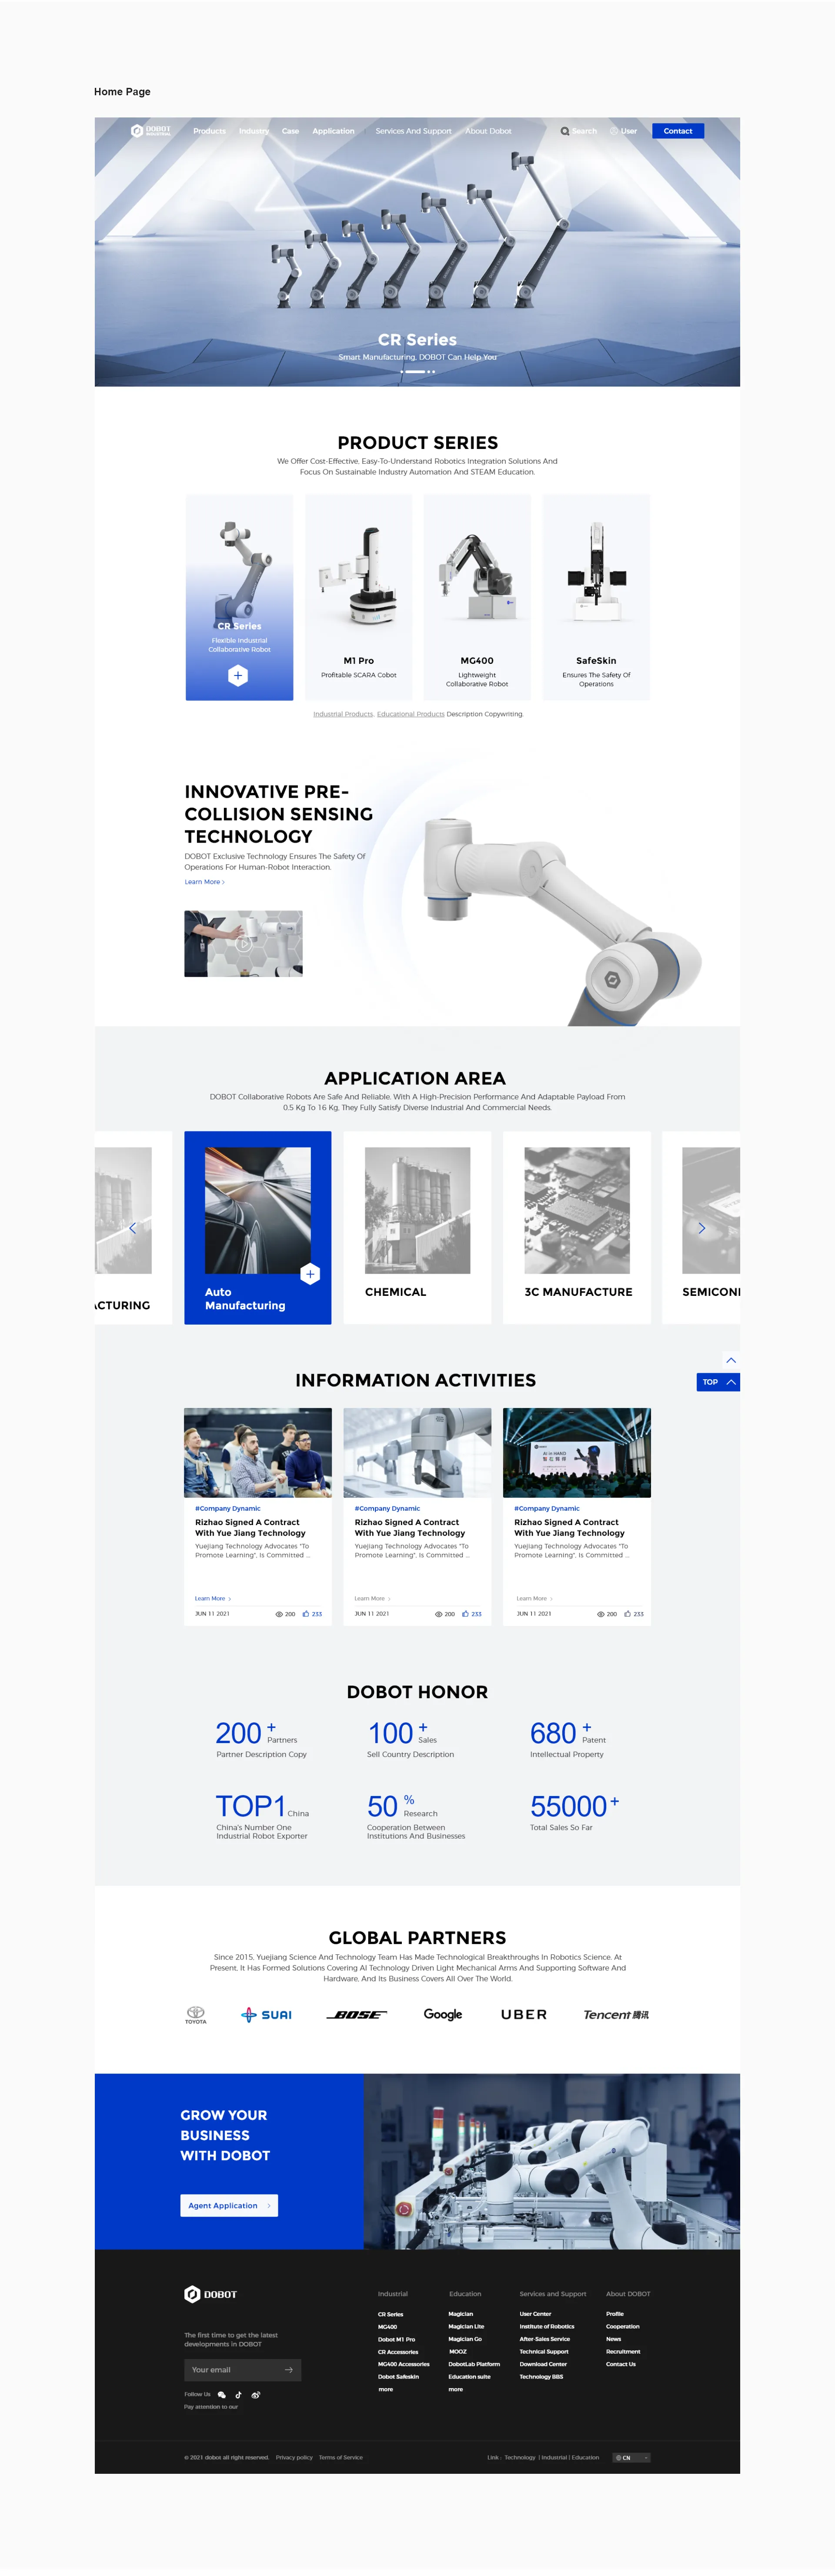 Home Page
DOBOT
INDUSTRIAL
Products Industry Case Application | Services And Support About Dobot Search User Contact
CR Series
Smart Manufacturing, DOBOT Can Help You
PRODUCT SERIES
We Offer Cost-Effective, Easy-To-Understand Robotics Integration Solutions And
Focus On Sustainable Industry Automation And STEAM Education.
CR Series
Flexible Industrial
Collaborative Robot
M1 Pro
Profitable SCARA Cobot
MG400
Lightweight
Collaborative Robot
SafeSkin
Ensures The Safety Of
Operations
Industrial Products, Educational Products Description Copywriting.
INNOVATIVE PRE-
COLLISION SENSING
TECHNOLOGY
DOBOT Exclusive Technology Ensures The Safety Of
Operations For Human-Robot Interaction.
Learn More >
APPLICATION AREA
DOBOT Collaborative Robots Are Safe And Reliable. With A High-Precision Performance And Adaptable Payload From
0.5 Kg To 16 Kg, They Fully Satisfy Diverse Industrial And Commercial Needs.
ACTURING
Auto
Manufacturing
CHEMICAL
3C MANUFACTURE
SEMICON
TOP
INFORMATION ACTIVITIES
#Company Dynamic
Rizhao Signed A Contract
With Yue Jiang Technology
Yuejiang Technology Advocates "To
Promote Learning", Is Committed ...
Learn More >
JUN 11 2021 200 233
#Company Dynamic
Rizhao Signed A Contract
With Yue Jiang Technology
Yuejiang Technology Advocates "To
Promote Learning", Is Committed ...
Learn More >
JUN 11 2021 200 233
#Company Dynamic
Rizhao Signed A Contract
With Yue Jiang Technology
Yuejiang Technology Advocates "To
Promote Learning", Is Committed ...
Learn More >
JUN 11 2021 200 233
DOBOT HONOR
200 + Partners
Partner Description Copy
100 + Sales
Sell Country Description
680 + Patent
Intellectual Property
TOP1 China
China's Number One
Industrial Robot Exporter
50 % Research
Cooperation Between
Institutions And Businesses
55000 +
Total Sales So Far
GLOBAL PARTNERS
Since 2015, Yuejiang Science And Technology Team Has Made Technological Breakthroughs In Robotics Science. At
Present, It Has Formed Solutions Covering AI Technology Driven Light Mechanical Arms And Supporting Software And
Hardware, And Its Business Covers All Over The World.
TOYOTA SUAI BOSE Google UBER Tencent 腾讯
GROW YOUR
BUSINESS
WITH DOBOT
Agent Application >
DOBOT
The first time to get the latest
developments in DOBOT
Your email
Follow Us
Pay attention to our
Industrial
CR Series
MG400
Dobot M1 Pro
CR Accessories
MG400 Accessories
Dobot Safeskin
more
Education
Magician
Magician Lite
Magician Go
MOOZ
DobotLab Platform
Education suite
more
Services and Support
User Center
Institute of Robotics
After-Sales Service
Technical Support
Download Center
Technology BBS
About DOBOT
Profile
Cooperation
News
Recruitment
Contact Us
© 2021 dobot all right reserved. Privacy policy Terms of Service
Link : Technology | Industrial | Education CN